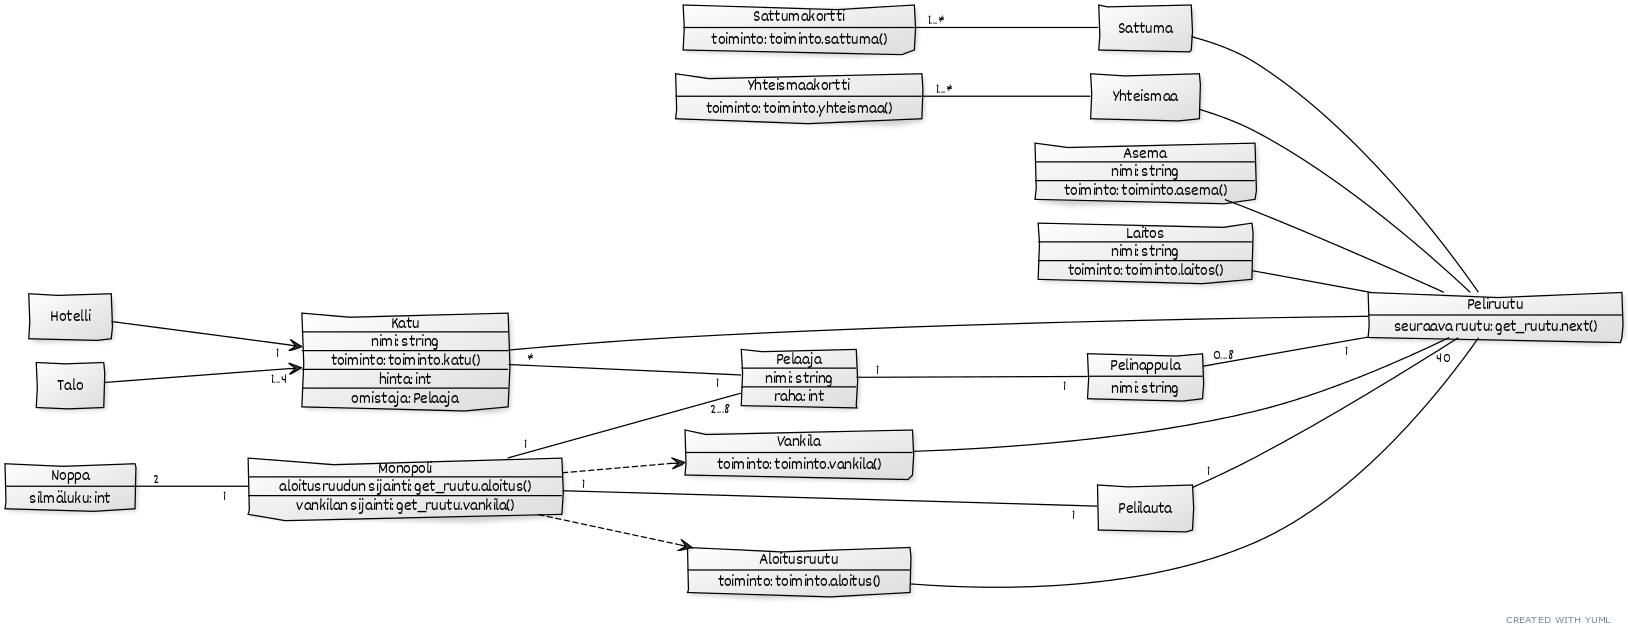 Sattumakortti
toiminto: toiminto.sattuma()
1...*
Sattuma
Yhteismaakortti
toiminto: toiminto.yhteismaa()
1...*
Yhteismaa
Asema
nimi: string
toiminto: toiminto.asema()
Laitos
nimi: string
toiminto: toiminto.laitos()
Peliruutu
seuraava ruutu: get_ruutu.next()
Hotelli
1
Talo
1...4
Katu
nimi: string
toiminto: toiminto.katu()
hinta: int
omistaja: Pelaaja
*
1
Pelaaja
nimi: string
raha: int
1
1
Pelinappula
nimi: string
0...8
1
40
2...8
1
Vankila
toiminto: toiminto.vankila()
Noppa
silmäluku: int
2
1
Monopoli
aloitusruudun sijainti: get_ruutu.aloitus()
vankilan sijainti: get_ruutu.vankila()
1
1
Pelilauta
1
Aloitusruutu
toiminto: toiminto.aloitus()
CREATED WITH YUML